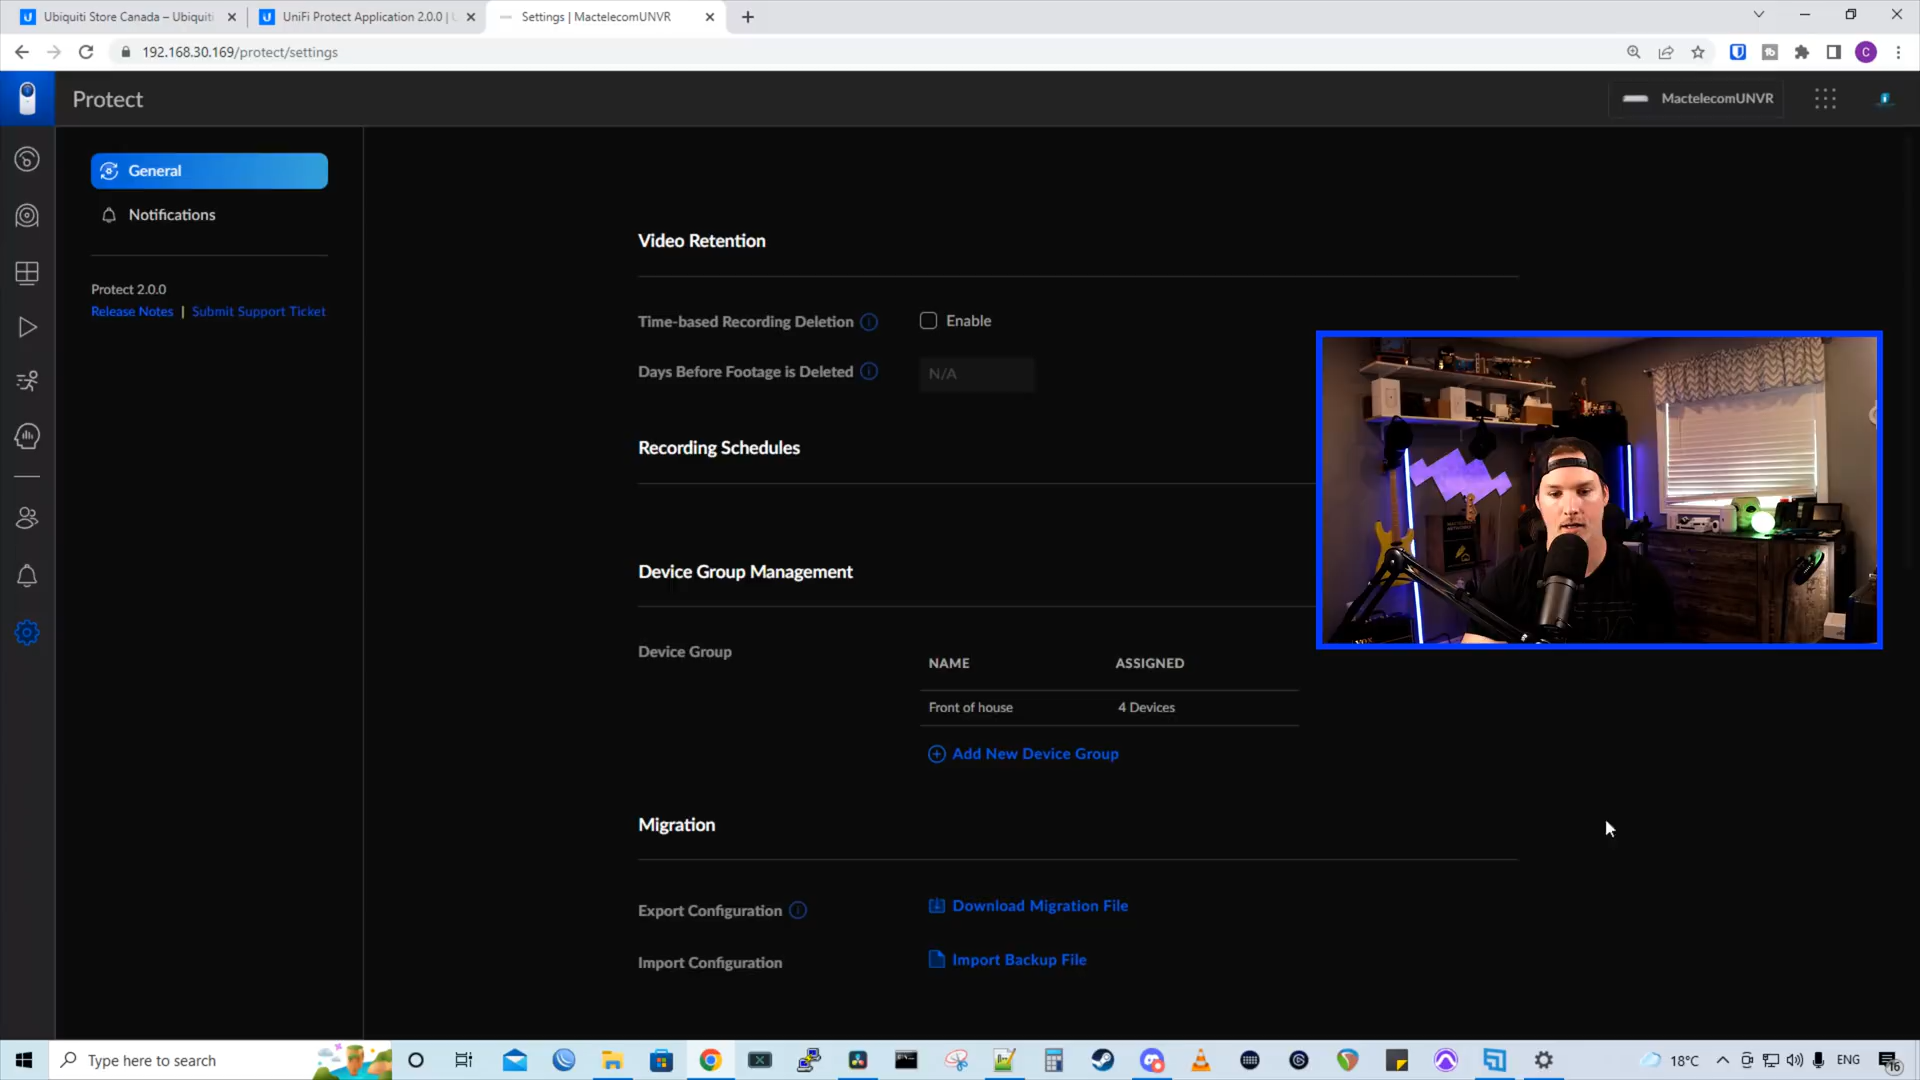 Ubiquiti Store Canada – Ubiquiti
UniFi Protect Application 2.0.0 | U
Settings | MactelecomUNVR
192.168.30.169/protect/settings
C
Protect
MactelecomUNVR
General
Notifications
Protect 2.0.0
Release Notes | Submit Support Ticket
Video Retention
Time-based Recording Deletion
Enable
Days Before Footage is Deleted
N/A
Recording Schedules
Device Group Management
Device Group
NAME ASSIGNED
Front of house 4 Devices
Add New Device Group
Migration
Export Configuration
Download Migration File
Import Configuration
Import Backup File
Type here to search
18°C
ENG
16